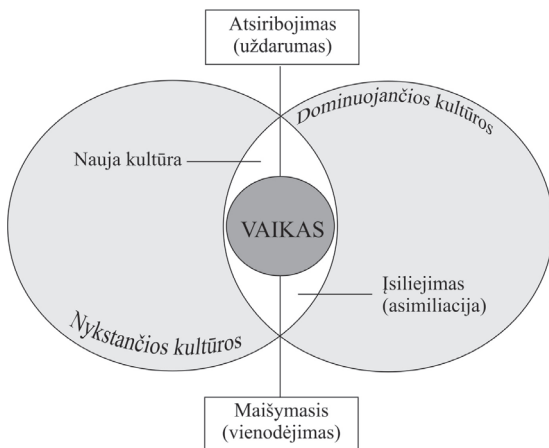 Atsiribojimas
(uždarumas)
Dominuojančios kultūros
Nauja kultūra
VAIKAS
Įsiliejimas
(asimiliacija)
Nykstančios kultūros
Maišymasis
(vienodėjimas)